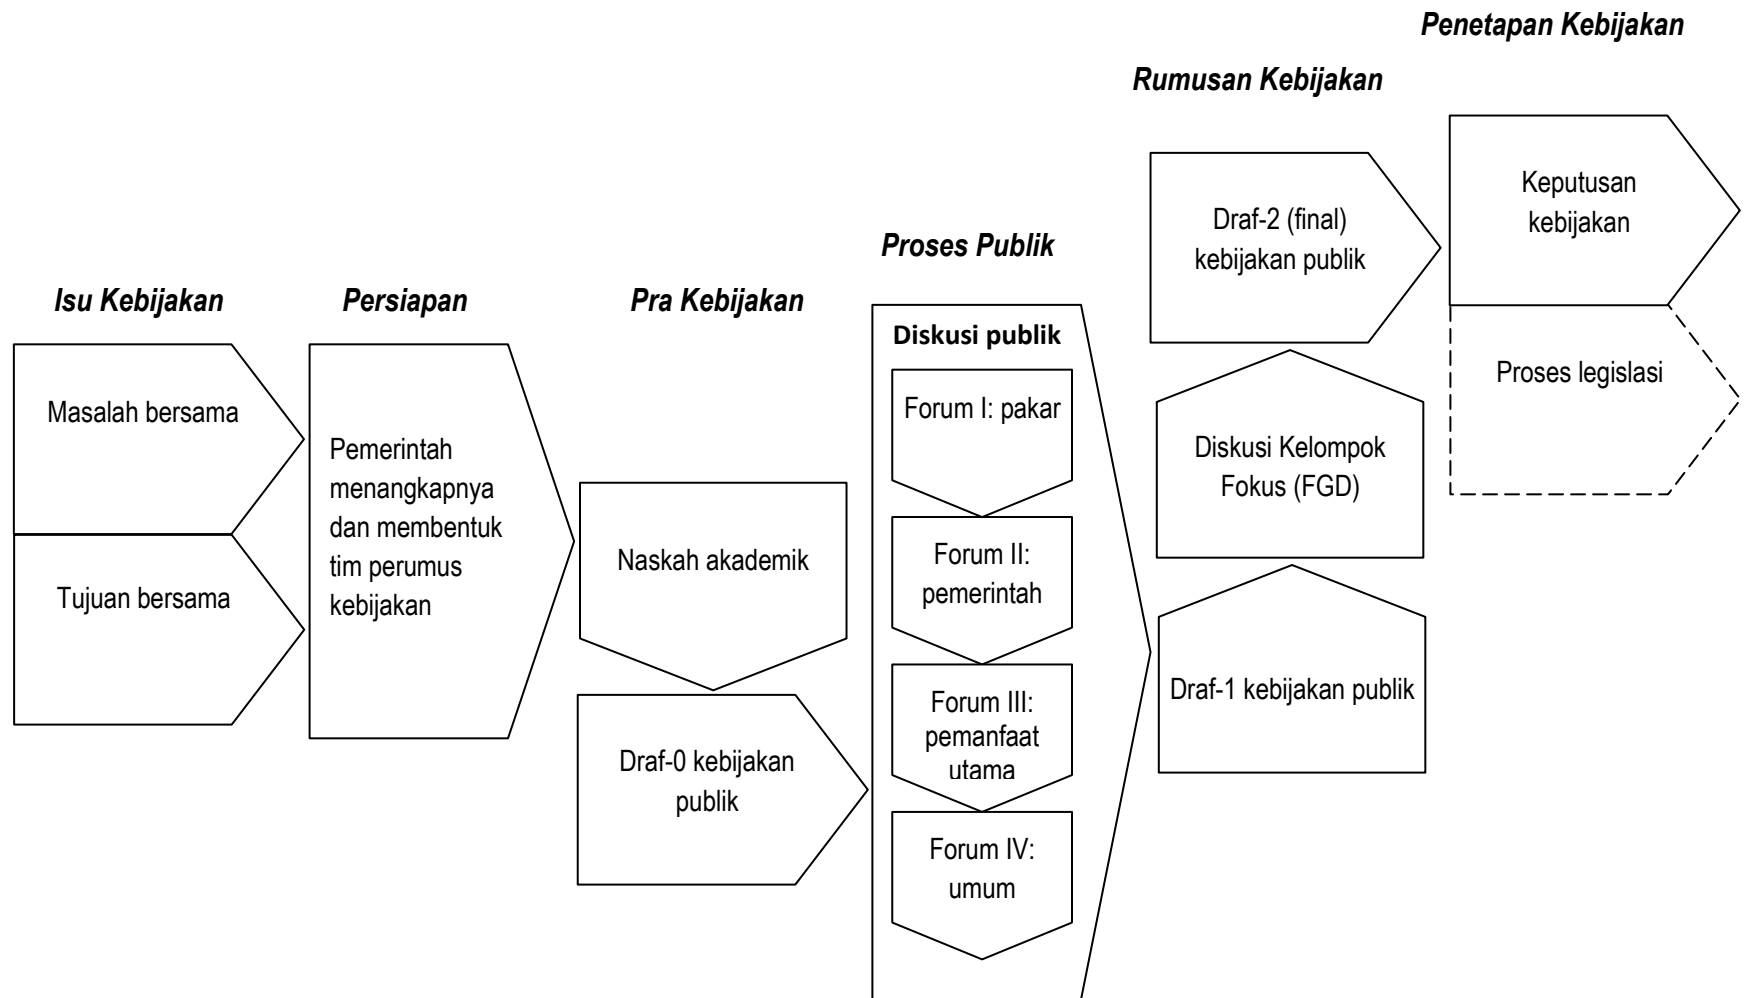 Penetapan Kebijakan
Rumusan Kebijakan
Proses Publik
Isu Kebijakan
Persiapan
Pra Kebijakan
Masalah bersama
Tujuan bersama
Pemerintah
menangkapnya
dan membentuk
tim perumus
kebijakan
Naskah akademik
Draf-0 kebijakan
publik
Diskusi publik
Forum I: pakar
Forum II:
pemerintah
Forum III:
pemanfaat
utama
Forum IV:
umum
Draf-1 kebijakan publik
Diskusi Kelompok
Fokus (FGD)
Draf-2 (final)
kebijakan publik
Keputusan
kebijakan
Proses legislasi